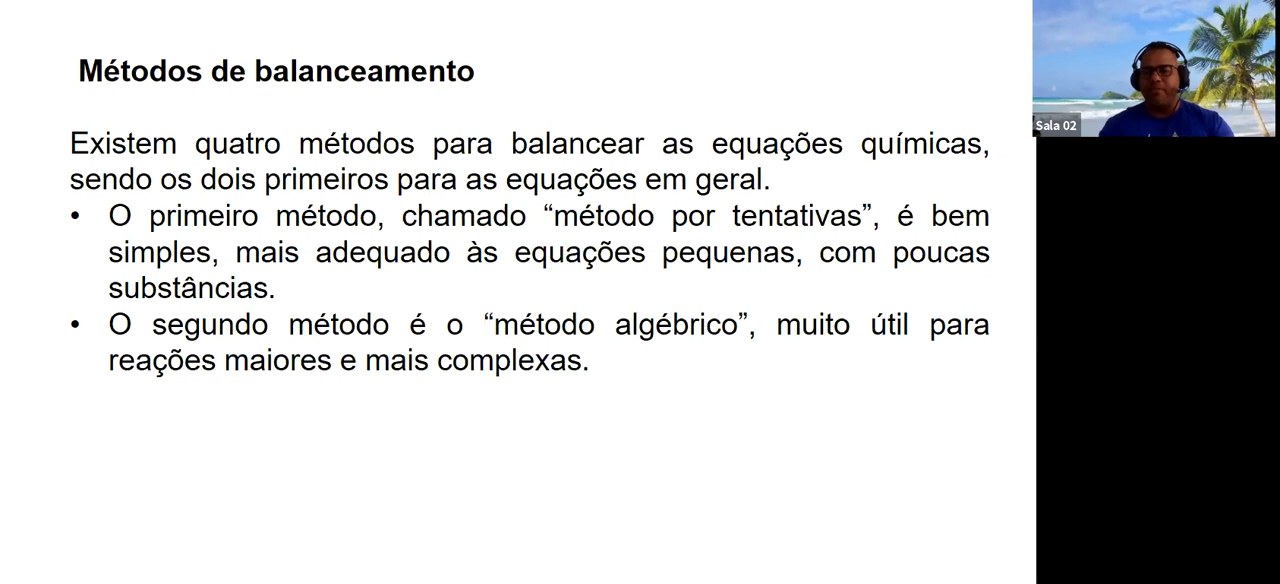 Métodos de balanceamento
Existem quatro métodos para balancear as equações químicas,
sendo os dois primeiros para as equações em geral.
• O primeiro método, chamado “método por tentativas”, é bem
simples, mais adequado às equações pequenas, com poucas
substâncias.
• O segundo método é o “método algébrico”, muito útil para
reações maiores e mais complexas.
Sala 02